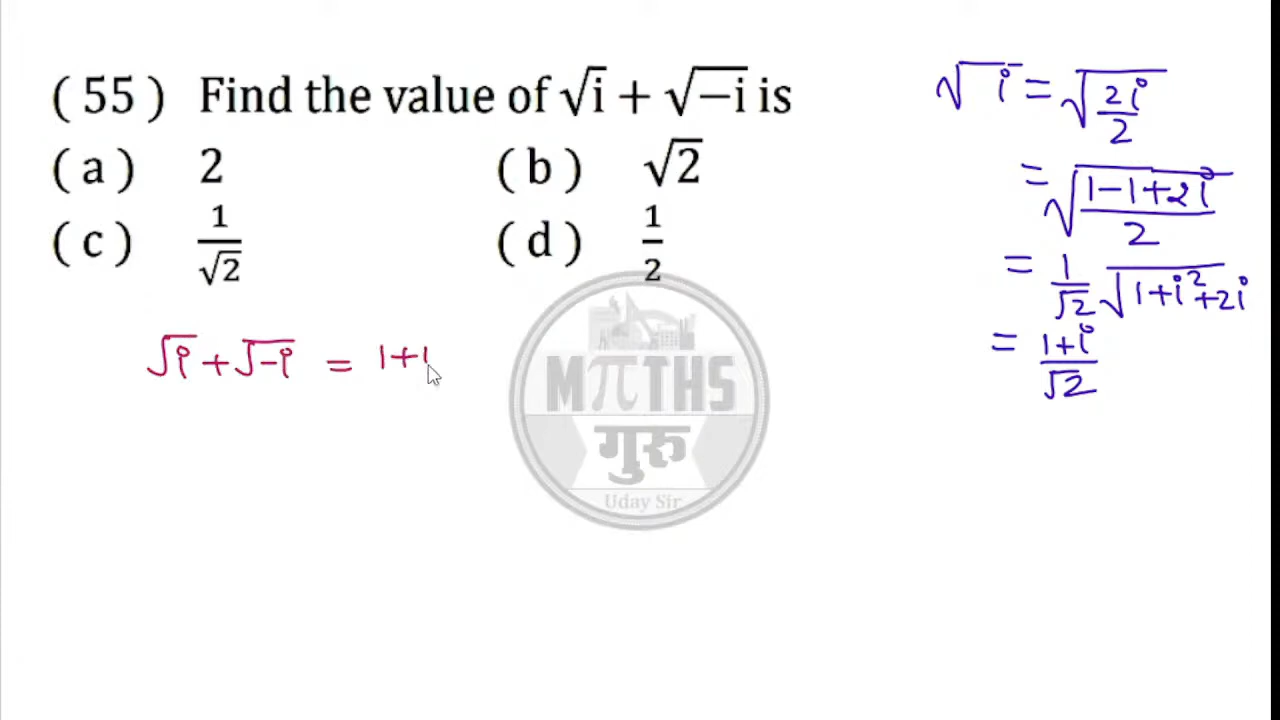 ( 55 ) Find the value of √i + √−i is
( a ) 2 ( b ) √2
( c ) 1/√2 ( d ) 1/2
√i + √−i = 1+1
√i = √(2i/2)
= √((1−1+2i)/2)
= 1/√2 √(1+i²+2i)
= (1+i)/√2
MπTHS
गुरु
Uday Sir